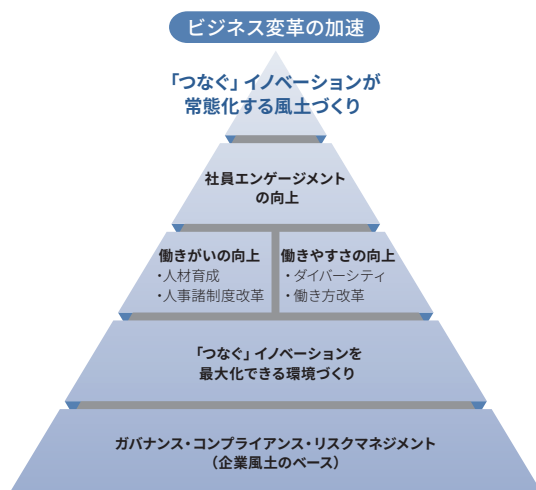 ビジネス変革の加速
「つなぐ」イノベーションが
常態化する風土づくり
社員エンゲージメント
の向上
働きがいの向上
・人材育成
・人事諸制度改革
働きやすさの向上
・ダイバーシティ
・働き方改革
「つなぐ」イノベーションを
最大化できる環境づくり
ガバナンス・コンプライアンス・リスクマネジメント
（企業風土のベース）